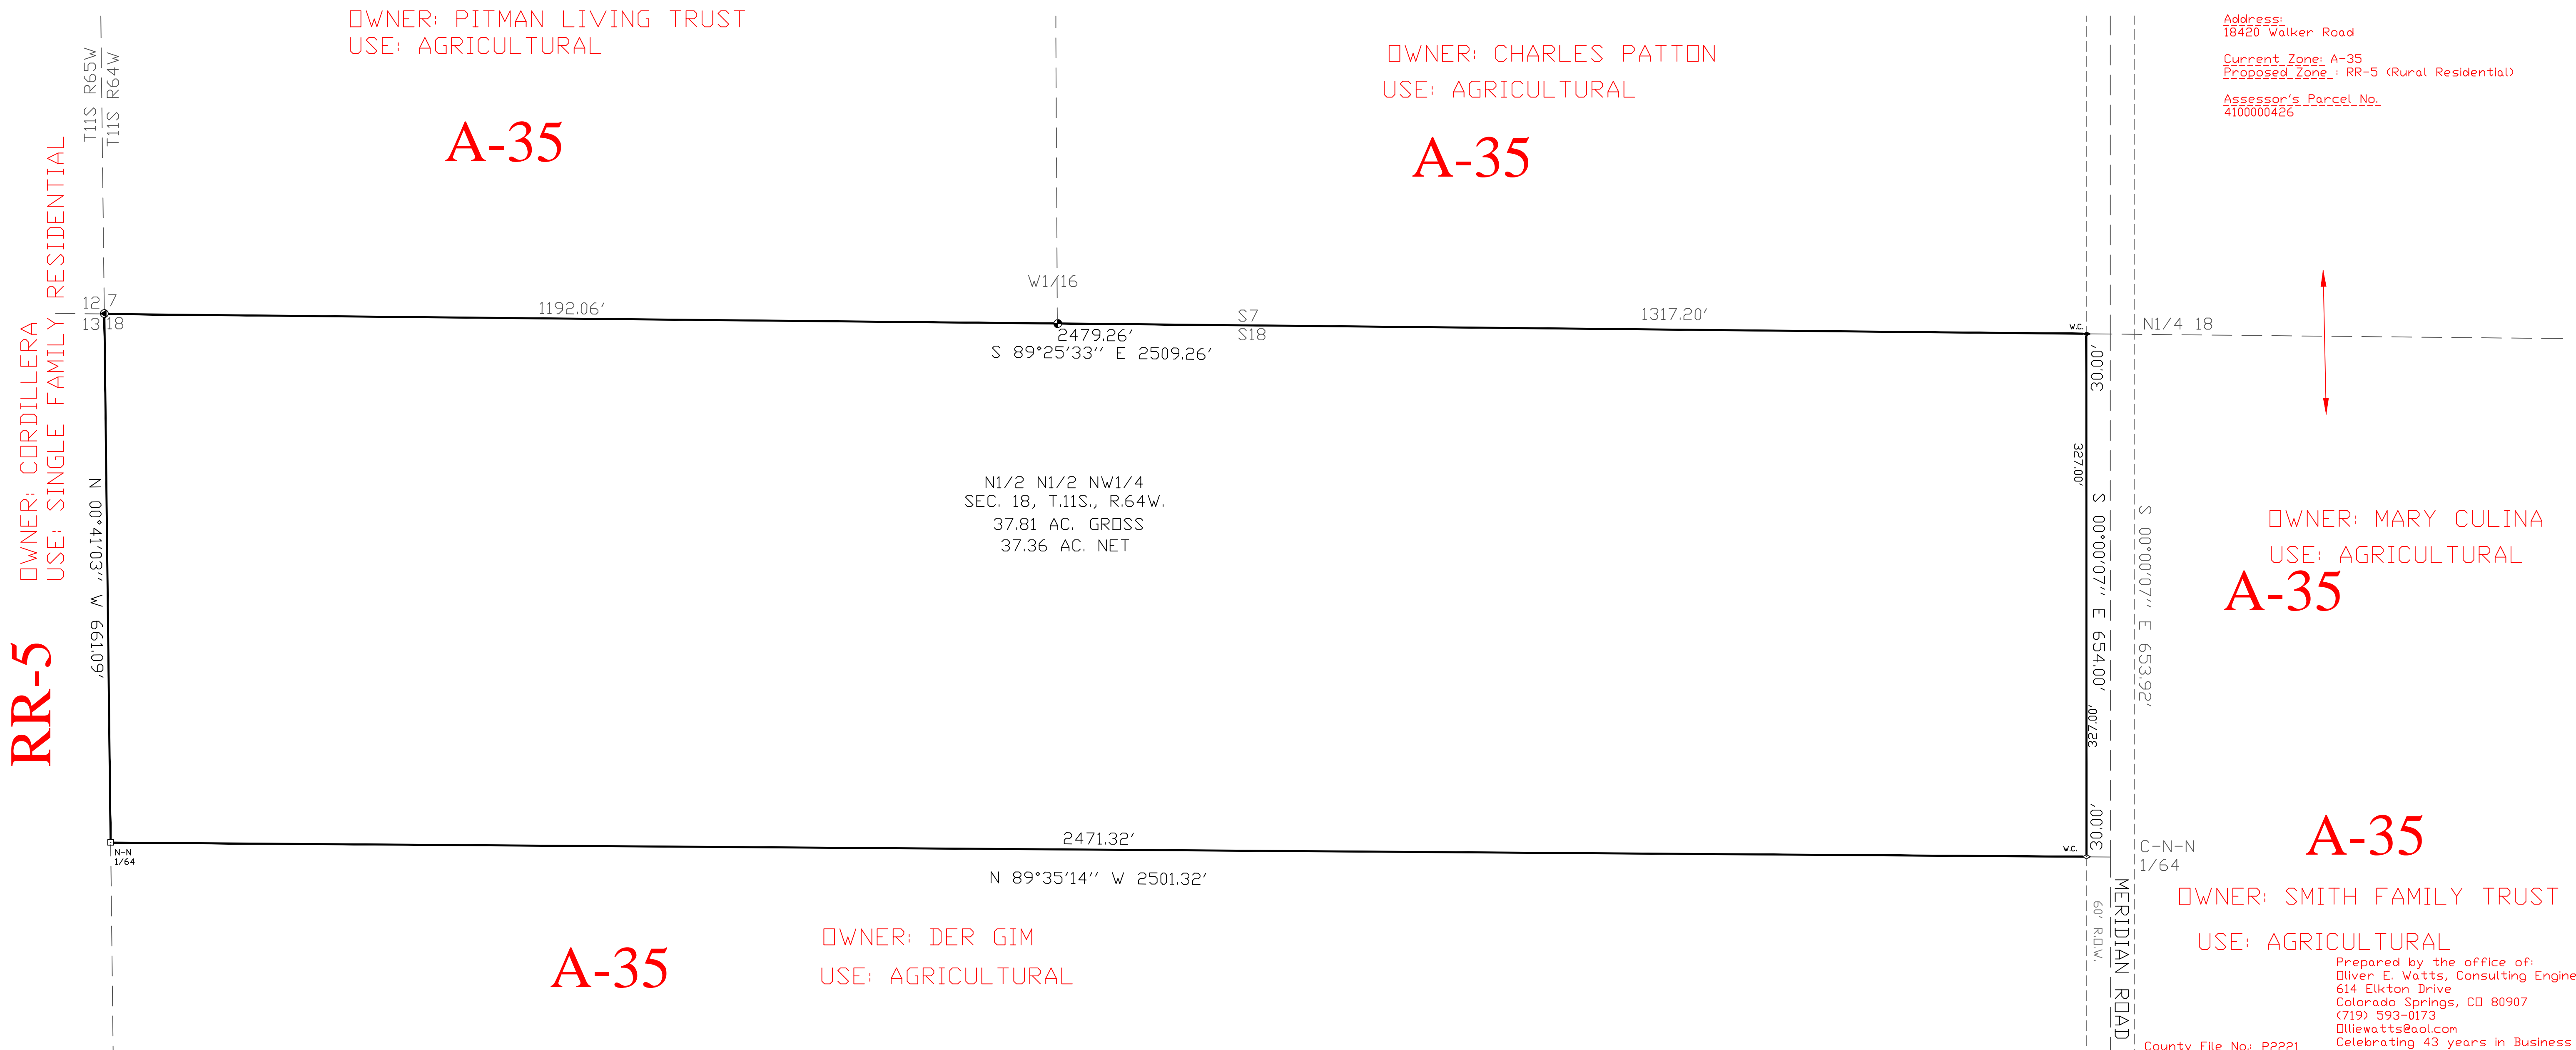 OWNER: PITMAN LIVING TRUST
USE: AGRICULTURAL
A-35
T11S R65W
T11S R64W
OWNER: CHARLES PATTON
USE: AGRICULTURAL
A-35
Address:
18420 Walker Road
Current Zone: A-35
Proposed Zone : RR-5 (Rural Residential)
Assessor's Parcel No.
4100000426
OWNER: CORDILLERA
USE: SINGLE FAMILY RESIDENTIAL
RR-5
12 7
13 18
1192.06'
W1/16
2479.26'
S 89°25'33'' E 2509.26'
S7
S18
1317.20'
W.C.
N1/4 18
30.00'
327.00'
S 00°00'07'' E 654.00'
327.00'
30.00'
S 00°00'07'' E 653.92'
N 00°41'03'' W 661.09'
N1/2 N1/2 NW1/4
SEC. 18, T.11S., R.64W.
37.81 AC. GROSS
37.36 AC. NET
OWNER: MARY CULINA
USE: AGRICULTURAL
A-35
N-N
1/64
2471.32'
N 89°35'14'' W 2501.32'
W.C.
C-N-N
1/64
A-35
OWNER: SMITH FAMILY TRUST
USE: AGRICULTURAL
60' R.O.W.
MERIDIAN ROAD
A-35
OWNER: DER GIM
USE: AGRICULTURAL
Prepared by the office of:
Oliver E. Watts, Consulting Engine
614 Elkton Drive
Colorado Springs, CO 80907
(719) 593-0173
Olliewatts@aol.com
Celebrating 43 years in Business
County File No.: P2221